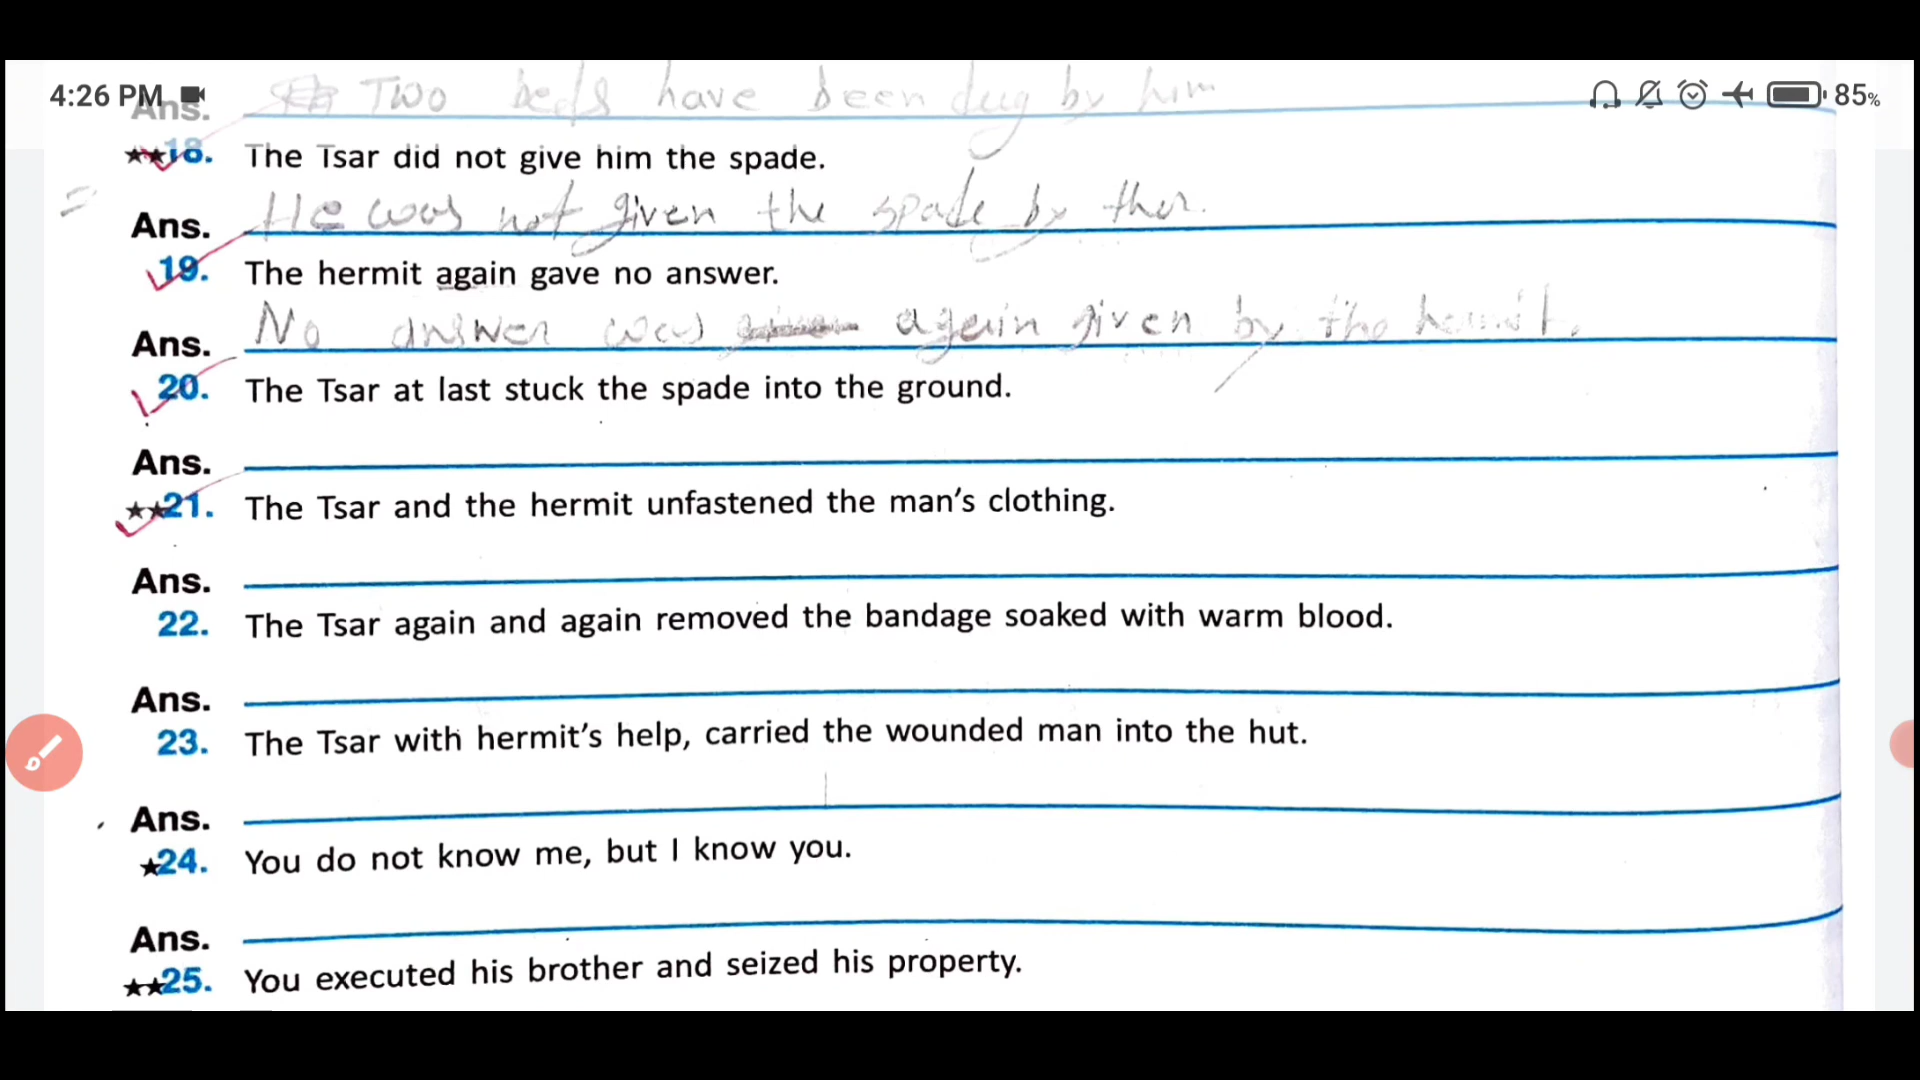 4:26 PM
85%
Ans. Two beds have been dug by him
★★18. The Tsar did not give him the spade.
Ans. He was not given the spade by
★19. The hermit again gave no answer.
Ans. No answer was again given by the hermit.
20. The Tsar at last stuck the spade into the ground.
Ans.
★★21. The Tsar and the hermit unfastened the man's clothing.
Ans.
22. The Tsar again and again removed the bandage soaked with warm blood.
Ans.
23. The Tsar with hermit's help, carried the wounded man into the hut.
Ans.
★24. You do not know me, but I know you.
Ans.
★★25. You executed his brother and seized his property.